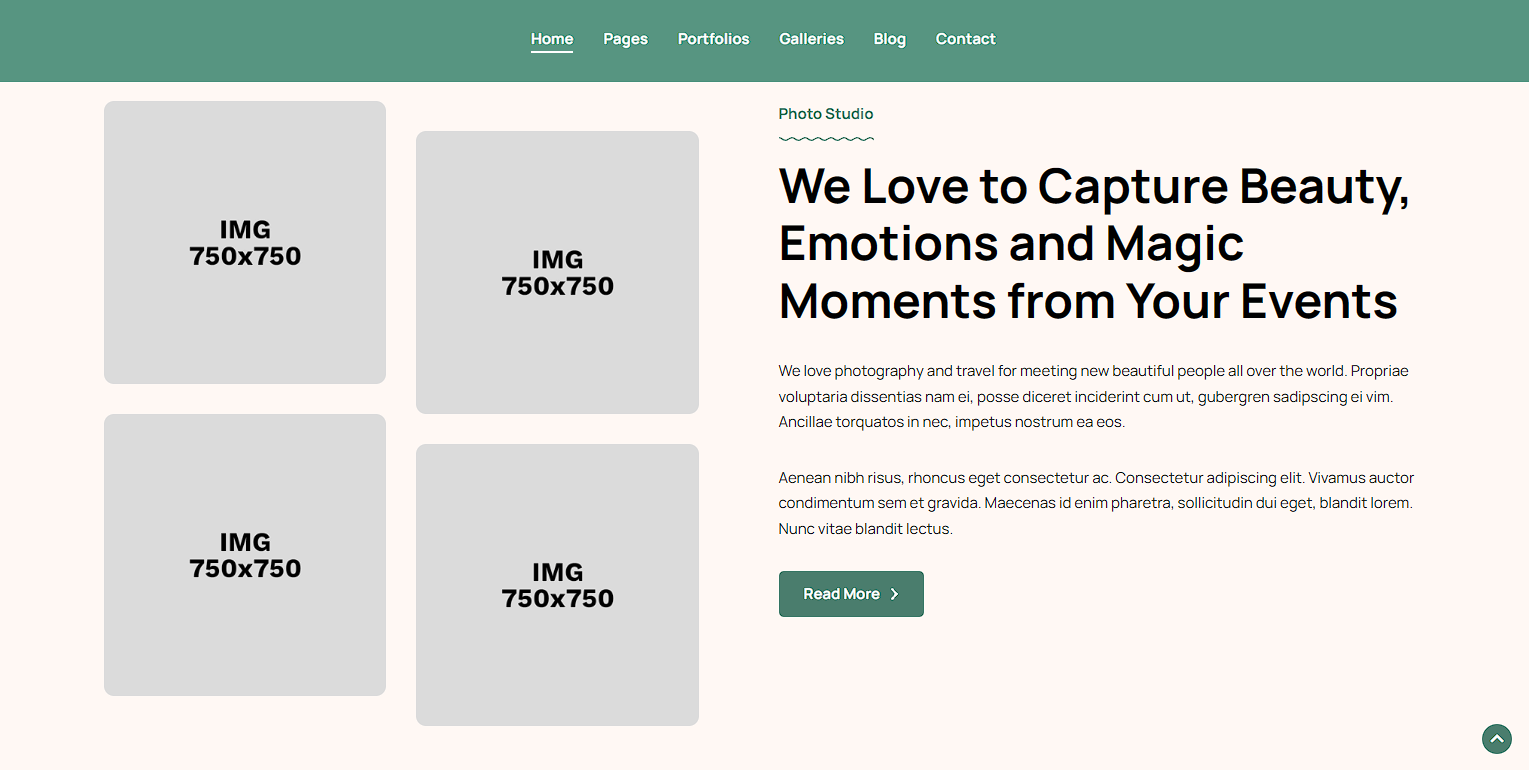 Home Pages Portfolios Galleries Blog Contact
IMG
750x750
IMG
750x750
IMG
750x750
IMG
750x750
Photo Studio
We Love to Capture Beauty,
Emotions and Magic
Moments from Your Events
We love photography and travel for meeting new beautiful people all over the world. Propriae
voluptaria dissentias nam ei, posse diceret inciderint cum ut, gubergren sadipscing ei vim.
Ancillae torquatos in nec, impetus nostrum ea eos.
Aenean nibh risus, rhoncus eget consectetur ac. Consectetur adipiscing elit. Vivamus auctor
condimentum sem et gravida. Maecenas id enim pharetra, sollicitudin dui eget, blandit lorem.
Nunc vitae blandit lectus.
Read More